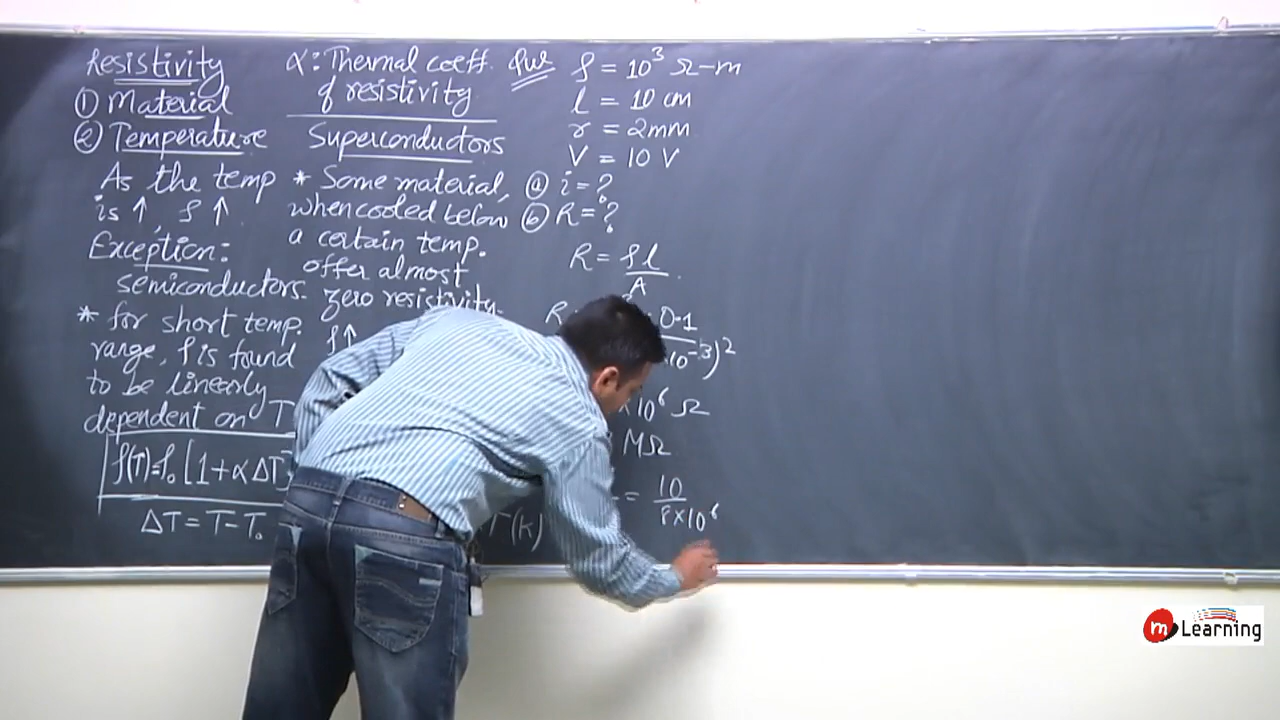 Resistivity
① Material
② Temperature
As the temp
is ↑, ρ ↑
Exception:
semiconductors.
* for short temp.
range, ρ is found
to be linearly
dependent on T
ρ(T)=ρ₀ [1+αΔT]
ΔT = T-T₀
α: Thermal coeff.
of resistivity
Superconductors
* Some material,
when cooled below
a certain temp.
offer almost
zero resistivity.
ρ↑
T(K)
Que
ρ = 10³ Ω-m
l = 10 cm
r = 2mm
V = 10 V
ⓐ i = ?
ⓑ R = ?
R = ρl
A
R
0.1
×10⁻³)²
×10⁶ Ω
MΩ
= 10
8×10⁶
m Learning